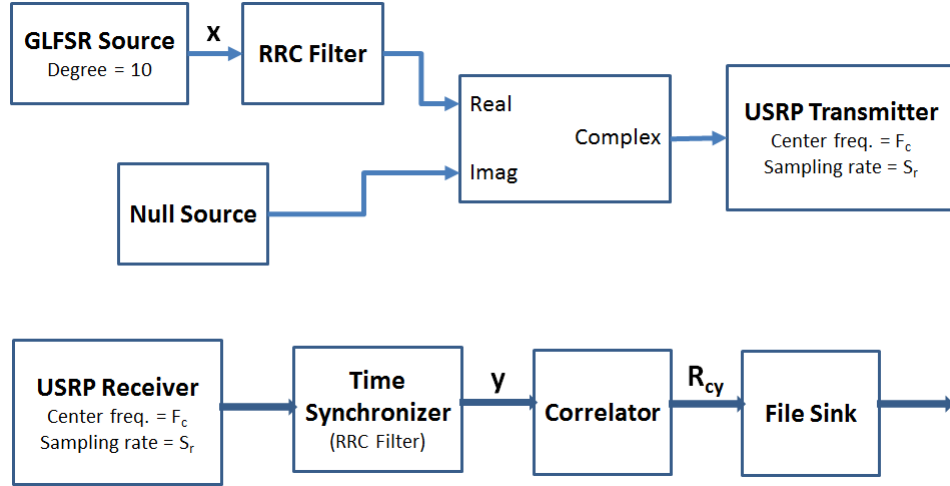 GLFSR Source
Degree = 10
x
RRC Filter
Real
Imag
Complex
USRP Transmitter
Center freq. = Fc
Sampling rate = Sr
Null Source
USRP Receiver
Center freq. = Fc
Sampling rate = Sr
Time
Synchronizer
(RRC Filter)
y
Correlator
Rcy
File Sink